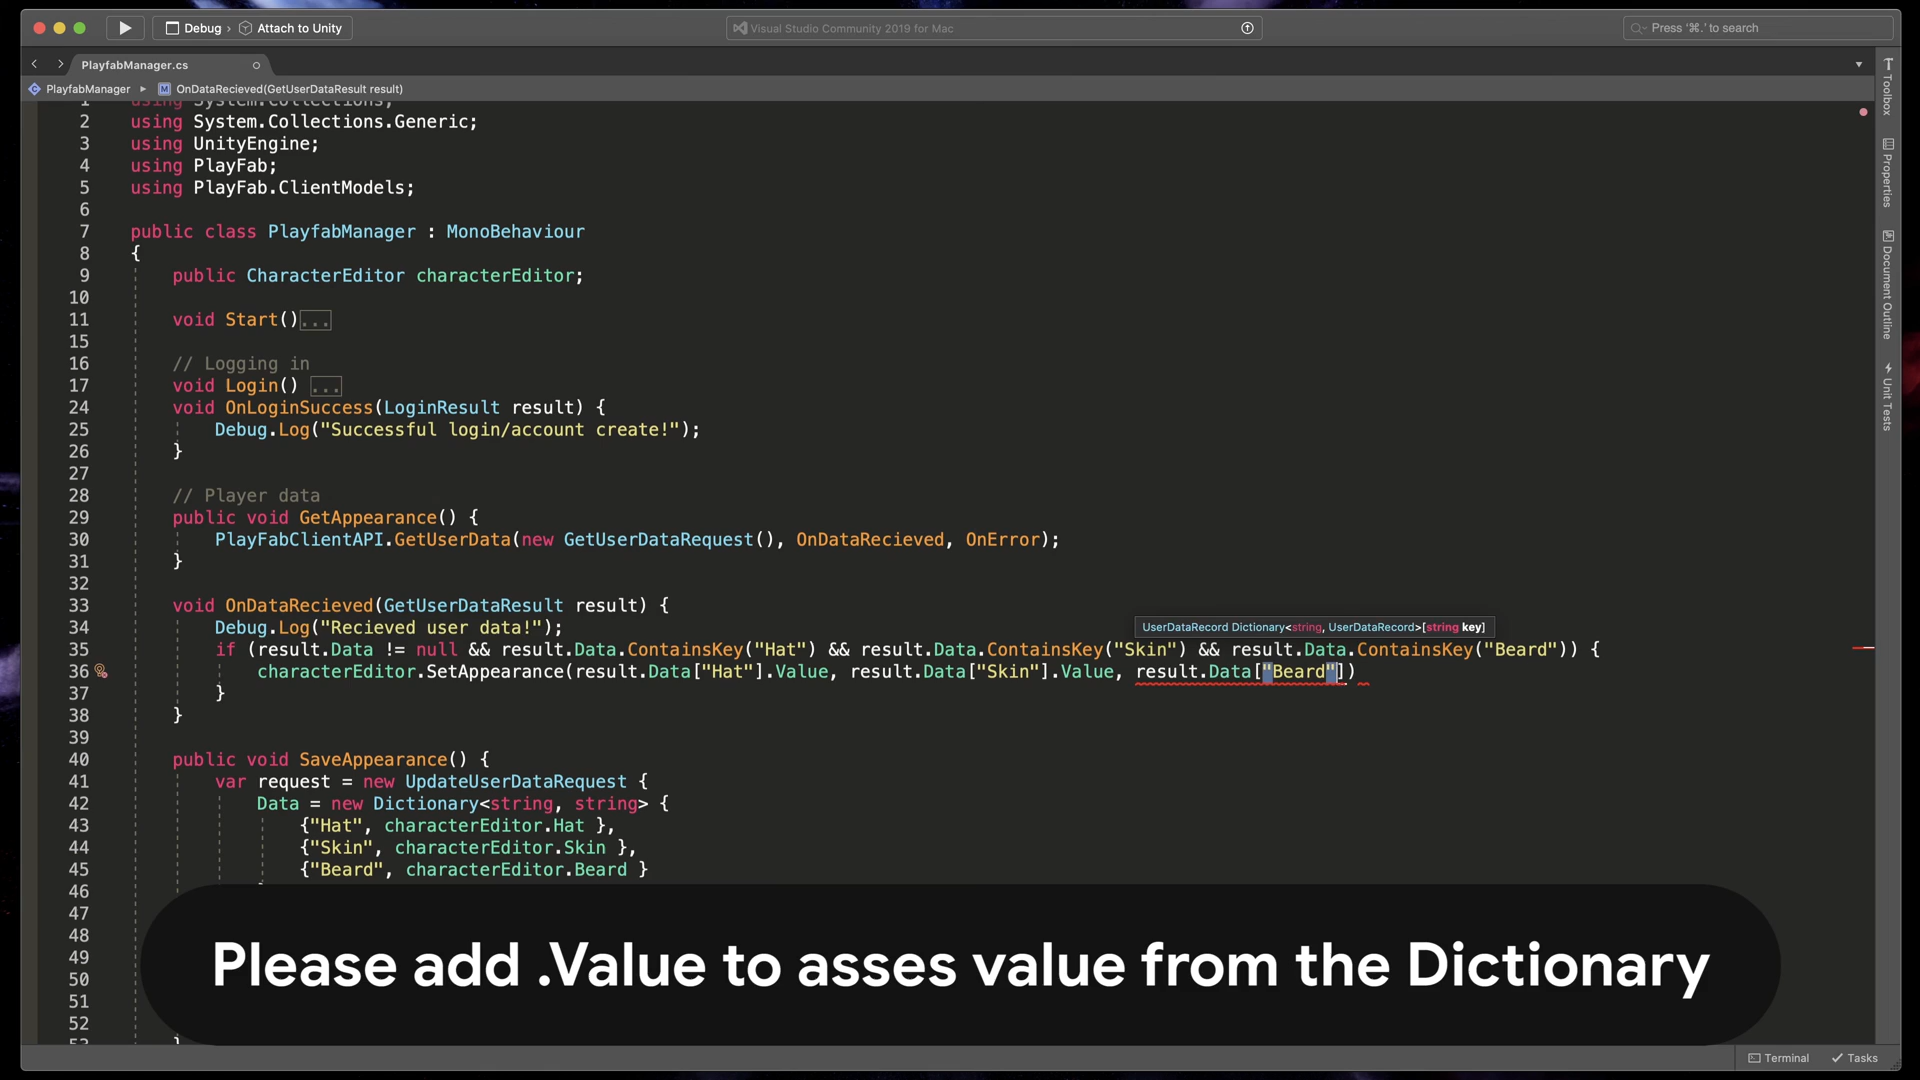 Debug › Attach to Unity
Visual Studio Community 2019 for Mac
Press '⌘.' to search
PlayfabManager.cs
PlayfabManager ▸ OnDataRecieved(GetUserDataResult result)
1 using System.Collections;
2 using System.Collections.Generic;
3 using UnityEngine;
4 using PlayFab;
5 using PlayFab.ClientModels;
6
7 public class PlayfabManager : MonoBehaviour
8 {
9 public CharacterEditor characterEditor;
10
11 void Start()...
15
16 // Logging in
17 void Login() ...
24 void OnLoginSuccess(LoginResult result) {
25 Debug.Log("Successful login/account create!");
26 }
27
28 // Player data
29 public void GetAppearance() {
30 PlayFabClientAPI.GetUserData(new GetUserDataRequest(), OnDataRecieved, OnError);
31 }
32
33 void OnDataRecieved(GetUserDataResult result) {
34 Debug.Log("Recieved user data!");
UserDataRecord Dictionary<string, UserDataRecord>[string key]
35 if (result.Data != null && result.Data.ContainsKey("Hat") && result.Data.ContainsKey("Skin") && result.Data.ContainsKey("Beard")) {
36 characterEditor.SetAppearance(result.Data["Hat"].Value, result.Data["Skin"].Value, result.Data["Beard"])
37 }
38 }
39
40 public void SaveAppearance() {
41 var request = new UpdateUserDataRequest {
42 Data = new Dictionary<string, string> {
43 {"Hat", characterEditor.Hat },
44 {"Skin", characterEditor.Skin },
45 {"Beard", characterEditor.Beard }
46
47
48
49
50
51
52
53 }
Please add .Value to asses value from the Dictionary
Toolbox
Properties
Document Outline
Unit Tests
Terminal
Tasks